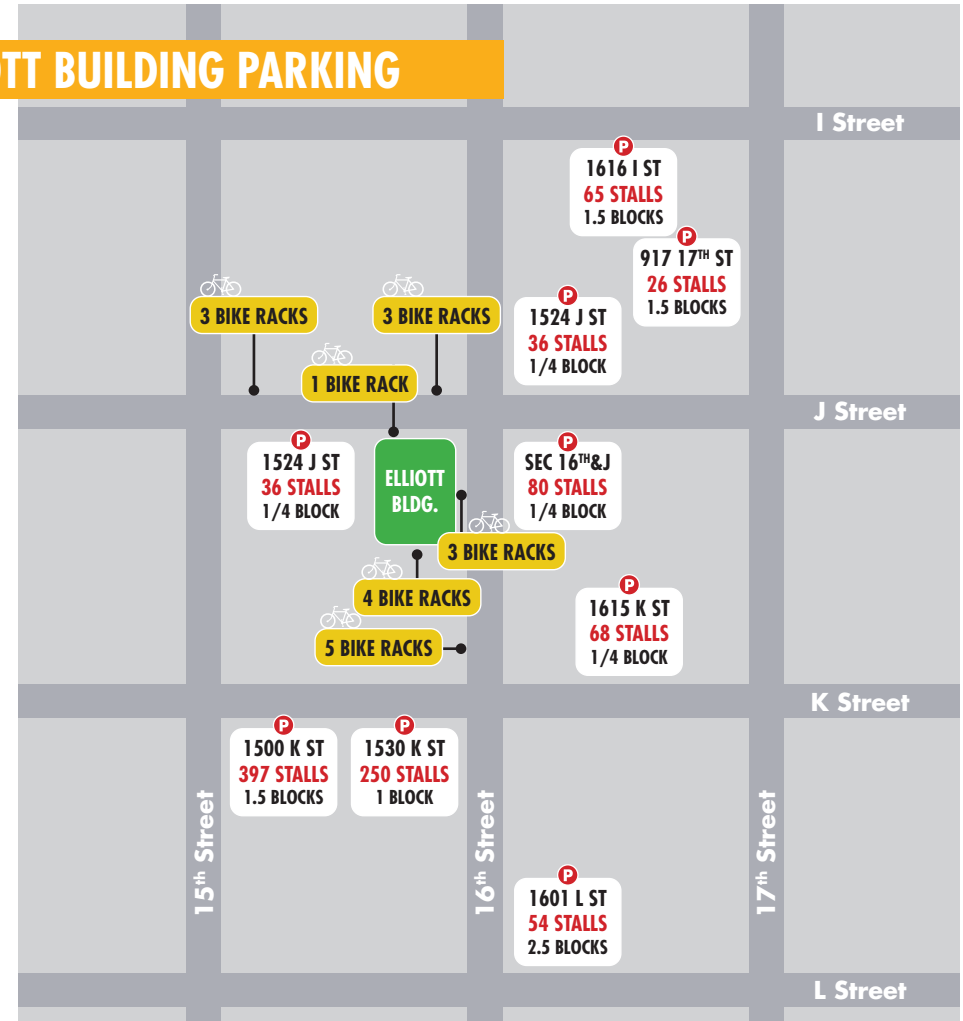 TT BUILDING PARKING
I Street
P
1616 I ST
65 STALLS
1.5 BLOCKS
P
917 17TH ST
26 STALLS
1.5 BLOCKS
3 BIKE RACKS
3 BIKE RACKS
P
1524 J ST
36 STALLS
1/4 BLOCK
1 BIKE RACK
J Street
P
1524 J ST
36 STALLS
1/4 BLOCK
ELLIOTT
BLDG.
P
SEC 16TH&J
80 STALLS
1/4 BLOCK
3 BIKE RACKS
4 BIKE RACKS
5 BIKE RACKS
P
1615 K ST
68 STALLS
1/4 BLOCK
K Street
P
1500 K ST
397 STALLS
1.5 BLOCKS
P
1530 K ST
250 STALLS
1 BLOCK
15th Street
16th Street
17th Street
P
1601 L ST
54 STALLS
2.5 BLOCKS
L Street